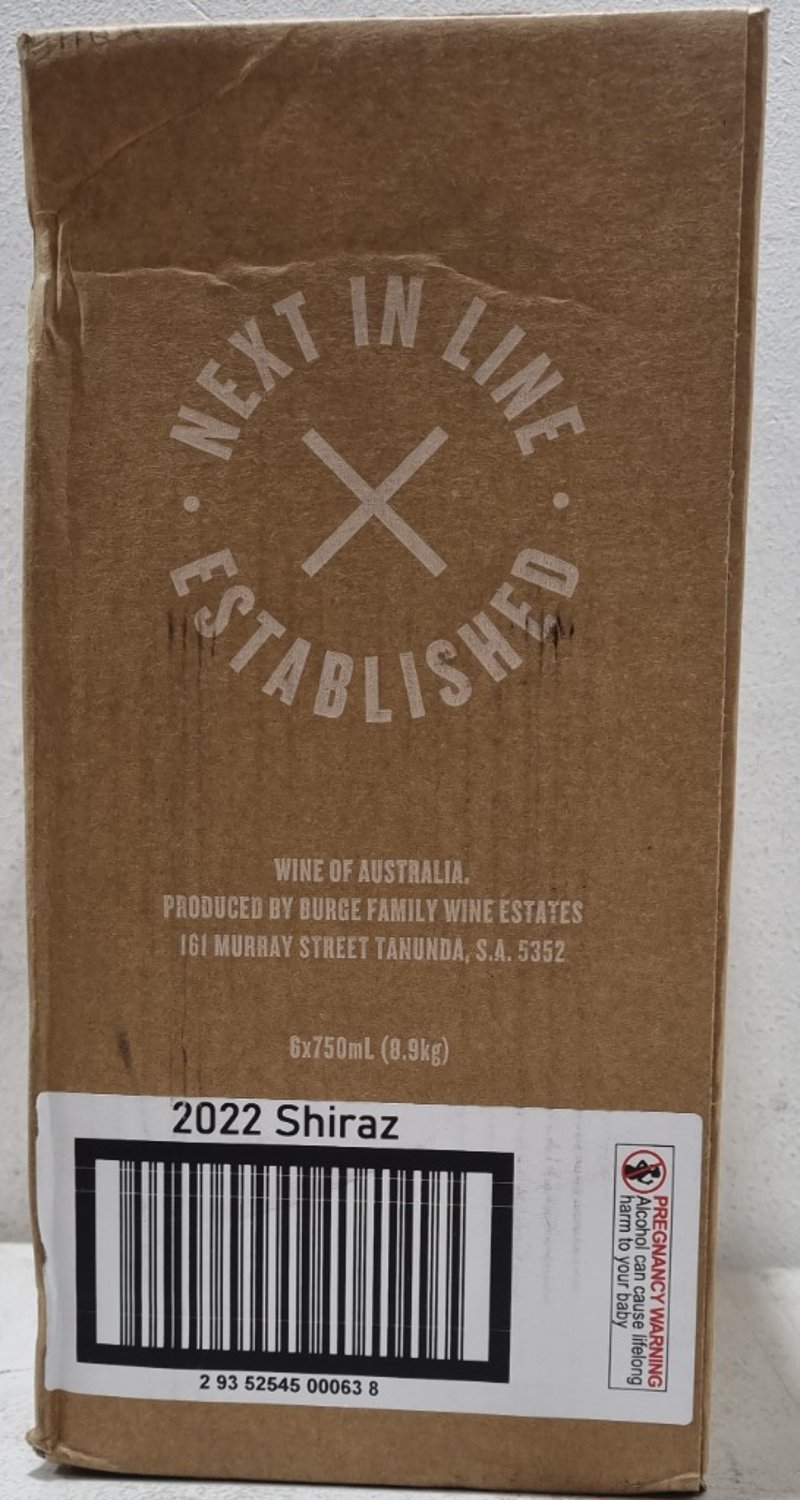 NEXT IN LINE
ESTABLISHED
WINE OF AUSTRALIA.
PRODUCED BY BURGE FAMILY WINE ESTATES
161 MURRAY STREET TANUNDA, S.A. 5352
6x750mL (8.9kg)
2022 Shiraz
2 93 52545 00063 8
PREGNANCY WARNING
Alcohol can cause lifelong
harm to your baby